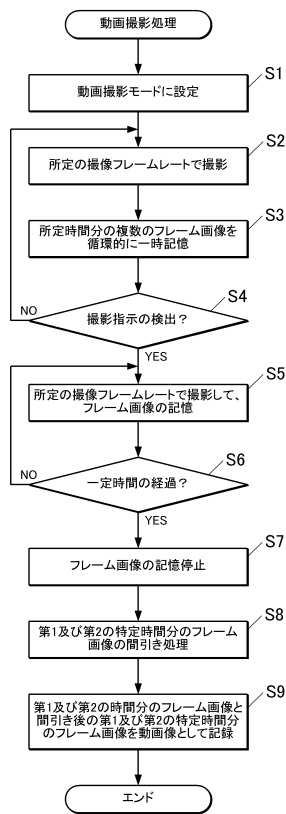 動画撮影処理
S1
動画撮影モードに設定
S2
所定の撮像フレームレートで撮影
S3
所定時間分の複数のフレーム画像を
循環的に一時記憶
S4
撮影指示の検出?
NO
YES
S5
所定の撮像フレームレートで撮影して、
フレーム画像の記憶
S6
一定時間の経過?
NO
YES
S7
フレーム画像の記憶停止
S8
第1及び第2の特定時間分のフレーム
画像の間引き処理
S9
第1及び第2の時間分のフレーム画像と
間引き後の第1及び第2の特定時間分
のフレーム画像を動画像として記録
エンド